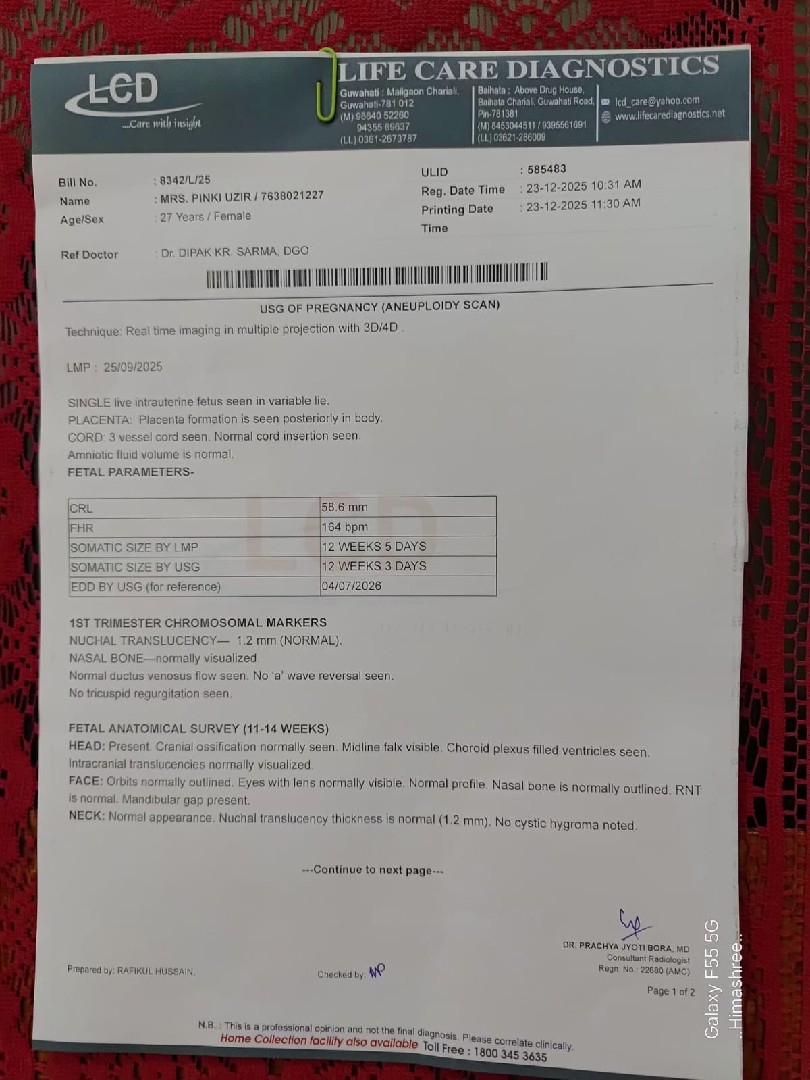 LCD
...Care with insight
LIFE CARE DIAGNOSTICS
Guwahati : Maligaon Chariali,
Guwahati-781 012
(M) 98640 52260
94355 69637
(LL) 0361-2673787
Baihata : Above Drug House,
Baihata Chariali, Guwahati Road,
Pin-781381
(M) 8453044511 / 9395561691
(LL) 03621-286009
lcd_care@yahoo.com
www.lifecarediagnostics.net
Bill No. : 8342/L/25
Name : MRS. PINKI UZIR / 7638021227
Age/Sex : 27 Years / Female
Ref Doctor : Dr. DIPAK KR. SARMA, DGO
ULID : 585483
Reg. Date Time : 23-12-2025 10:31 AM
Printing Date : 23-12-2025 11:30 AM
Time
USG OF PREGNANCY (ANEUPLOIDY SCAN)
Technique: Real time imaging in multiple projection with 3D/4D .
LMP : 25/09/2025
SINGLE live intrauterine fetus seen in variable lie.
PLACENTA: Placenta formation is seen posteriorly in body.
CORD: 3 vessel cord seen. Normal cord insertion seen.
Amniotic fluid volume is normal.
FETAL PARAMETERS-
CRL 58.6 mm
FHR 164 bpm
SOMATIC SIZE BY LMP 12 WEEKS 5 DAYS
SOMATIC SIZE BY USG 12 WEEKS 3 DAYS
EDD BY USG (for reference) 04/07/2026
1ST TRIMESTER CHROMOSOMAL MARKERS
NUCHAL TRANSLUCENCY— 1.2 mm (NORMAL).
NASAL BONE—normally visualized
Normal ductus venosus flow seen. No 'a' wave reversal seen.
No tricuspid regurgitation seen.
FETAL ANATOMICAL SURVEY (11-14 WEEKS)
HEAD: Present. Cranial ossification normally seen. Midline falx visible. Choroid plexus filled ventricles seen.
Intracranial translucencies normally visualized.
FACE: Orbits normally outlined. Eyes with lens normally visible. Normal profile. Nasal bone is normally outlined. RNT
is normal. Mandibular gap present.
NECK: Normal appearance. Nuchal translucency thickness is normal (1.2 mm). No cystic hygroma noted.
---Continue to next page---
DR. PRACHYA JYOTI BORA, MD
Consultant Radiologist
Regn. No.: 22680 (AMC)
Prepared by: RAFIKUL HUSSAIN.
Checked by
Page 1 of 2
N.B. : This is a professional opinion and not the final diagnosis. Please correlate clinically.
Home Collection facility also available Toll Free : 1800 345 3635
Galaxy F55 5G
..Himashree..